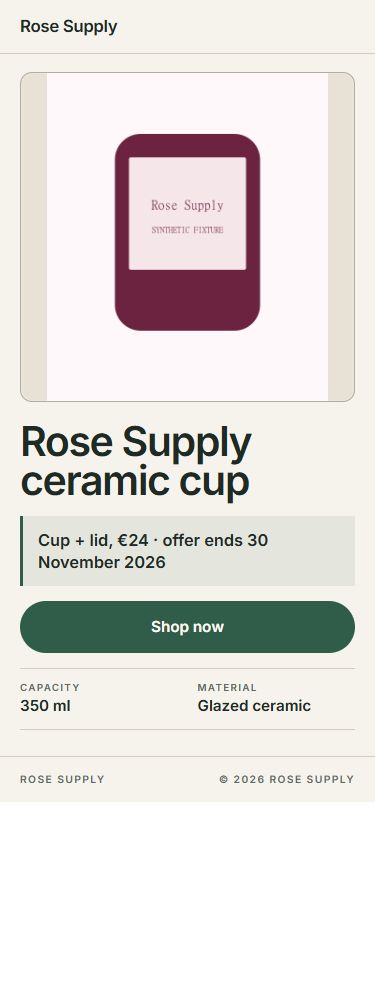 Rose Supply
Rose Supply
SYNTHETIC FIXTURE
Rose Supply
ceramic cup
Cup + lid, €24 · offer ends 30
November 2026
Shop now
CAPACITY
350 ml
MATERIAL
Glazed ceramic
ROSE SUPPLY
© 2026 ROSE SUPPLY